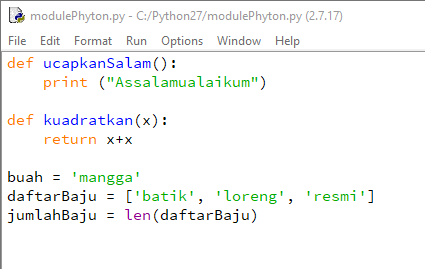 modulePhyton.py - C:/Python27/modulePhyton.py (2.7.17)
File Edit Format Run Options Window Help
def ucapkanSalam():
    print ("Assalamualaikum")
def kuadratkan(x):
    return x+x
buah = 'mangga'
daftarBaju = ['batik', 'loreng', 'resmi']
jumlahBaju = len(daftarBaju)